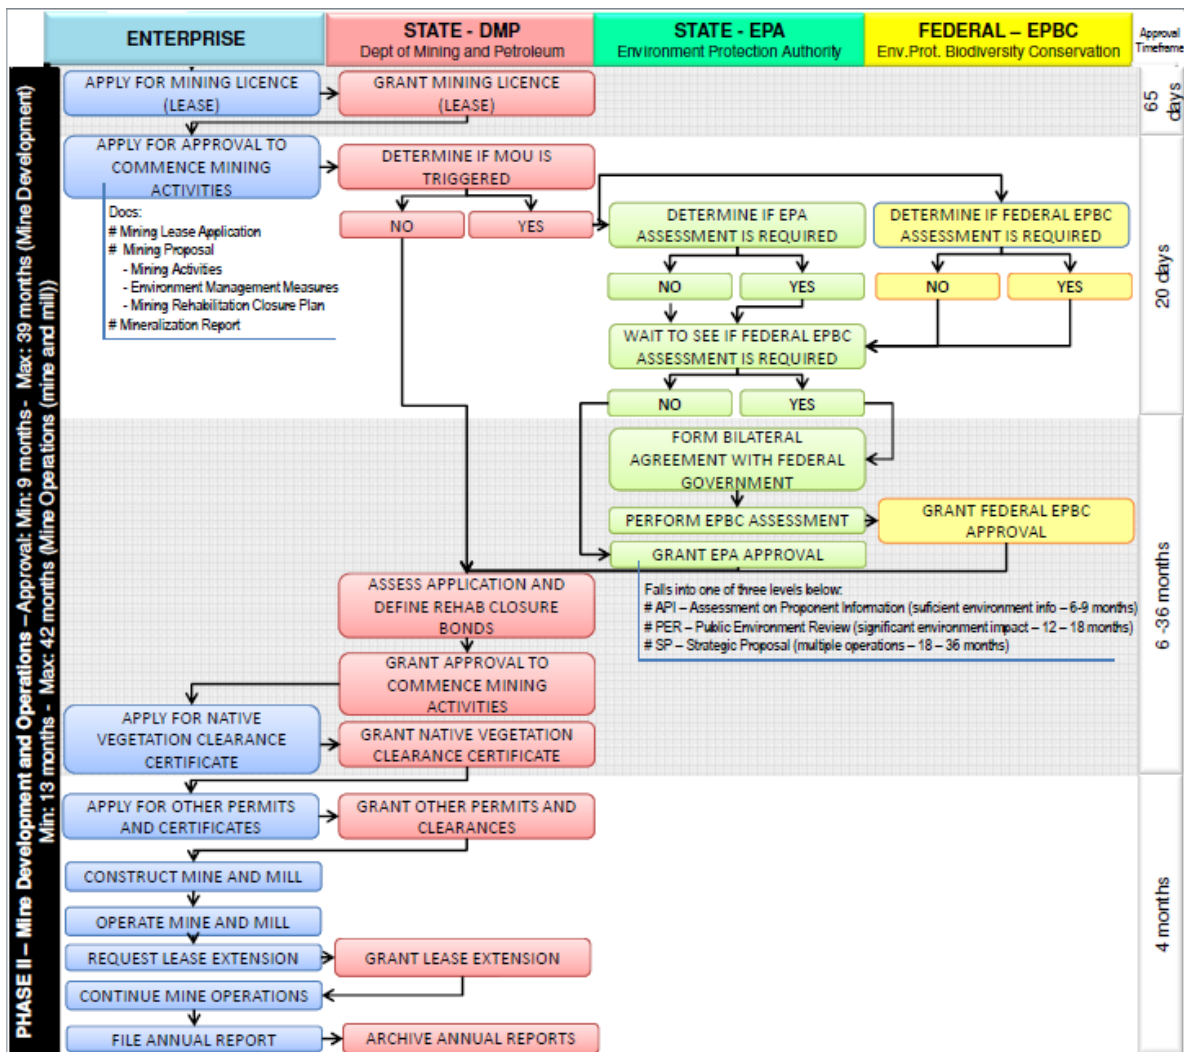 ENTERPRISE
STATE - DMP
Dept of Mining and Petroleum
STATE - EPA
Environment Protection Authority
FEDERAL – EPBC
Env.Prot. Biodiversity Conservation
Approval
Timeframe
PHASE II – Mine Development and Operations – Approval: Min: 9 months - Max: 39 months (Mine Development)
Min: 13 months - Max: 42 months (Mine Operations (mine and mill))
APPLY FOR MINING LICENCE
(LEASE)
GRANT MINING LICENCE
(LEASE)
65
days
APPLY FOR APPROVAL TO
COMMENCE MINING
ACTIVITIES
DETERMINE IF MOU IS
TRIGGERED
NO
YES
DETERMINE IF EPA
ASSESSMENT IS REQUIRED
DETERMINE IF FEDERAL EPBC
ASSESSMENT IS REQUIRED
Docs:
# Mining Lease Application
# Mining Proposal
- Mining Activities
- Environment Management Measures
- Mining Rehabilitation Closure Plan
# Mineralization Report
NO
YES
NO
YES
20 days
WAIT TO SEE IF FEDERAL EPBC
ASSESSMENT IS REQUIRED
NO
YES
FORM BILATERAL
AGREEMENT WITH FEDERAL
GOVERNMENT
PERFORM EPBC ASSESSMENT
GRANT FEDERAL EPBC
APPROVAL
GRANT EPA APPROVAL
Falls into one of three levels below:
# API – Assessment on Proponent Information (suficient environment info – 6-9 months)
# PER – Public Environment Review (significant environment impact – 12 – 18 months)
# SP – Strategic Proposal (multiple operations – 18 – 36 months)
6 -36 months
ASSESS APPLICATION AND
DEFINE REHAB CLOSURE
BONDS
GRANT APPROVAL TO
COMMENCE MINING
ACTIVITIES
APPLY FOR NATIVE
VEGETATION CLEARANCE
CERTIFICATE
GRANT NATIVE VEGETATION
CLEARANCE CERTIFICATE
APPLY FOR OTHER PERMITS
AND CERTIFICATES
GRANT OTHER PERMITS AND
CLEARANCES
CONSTRUCT MINE AND MILL
OPERATE MINE AND MILL
REQUEST LEASE EXTENSION
GRANT LEASE EXTENSION
CONTINUE MINE OPERATIONS
FILE ANNUAL REPORT
ARCHIVE ANNUAL REPORTS
4 months